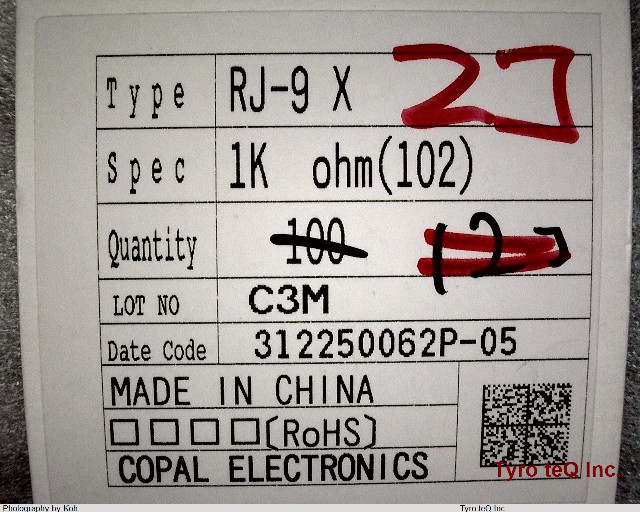 Type RJ-9 X 2]
Spec 1K ohm(102)
Quantity 100 (2)
LOT NO C3M
Date Code 312250062P-05
MADE IN CHINA
□□□□(RoHS)
COPAL ELECTRONICS
Tyro teQ Inc.
Photography by Koh Tyro teQ Inc